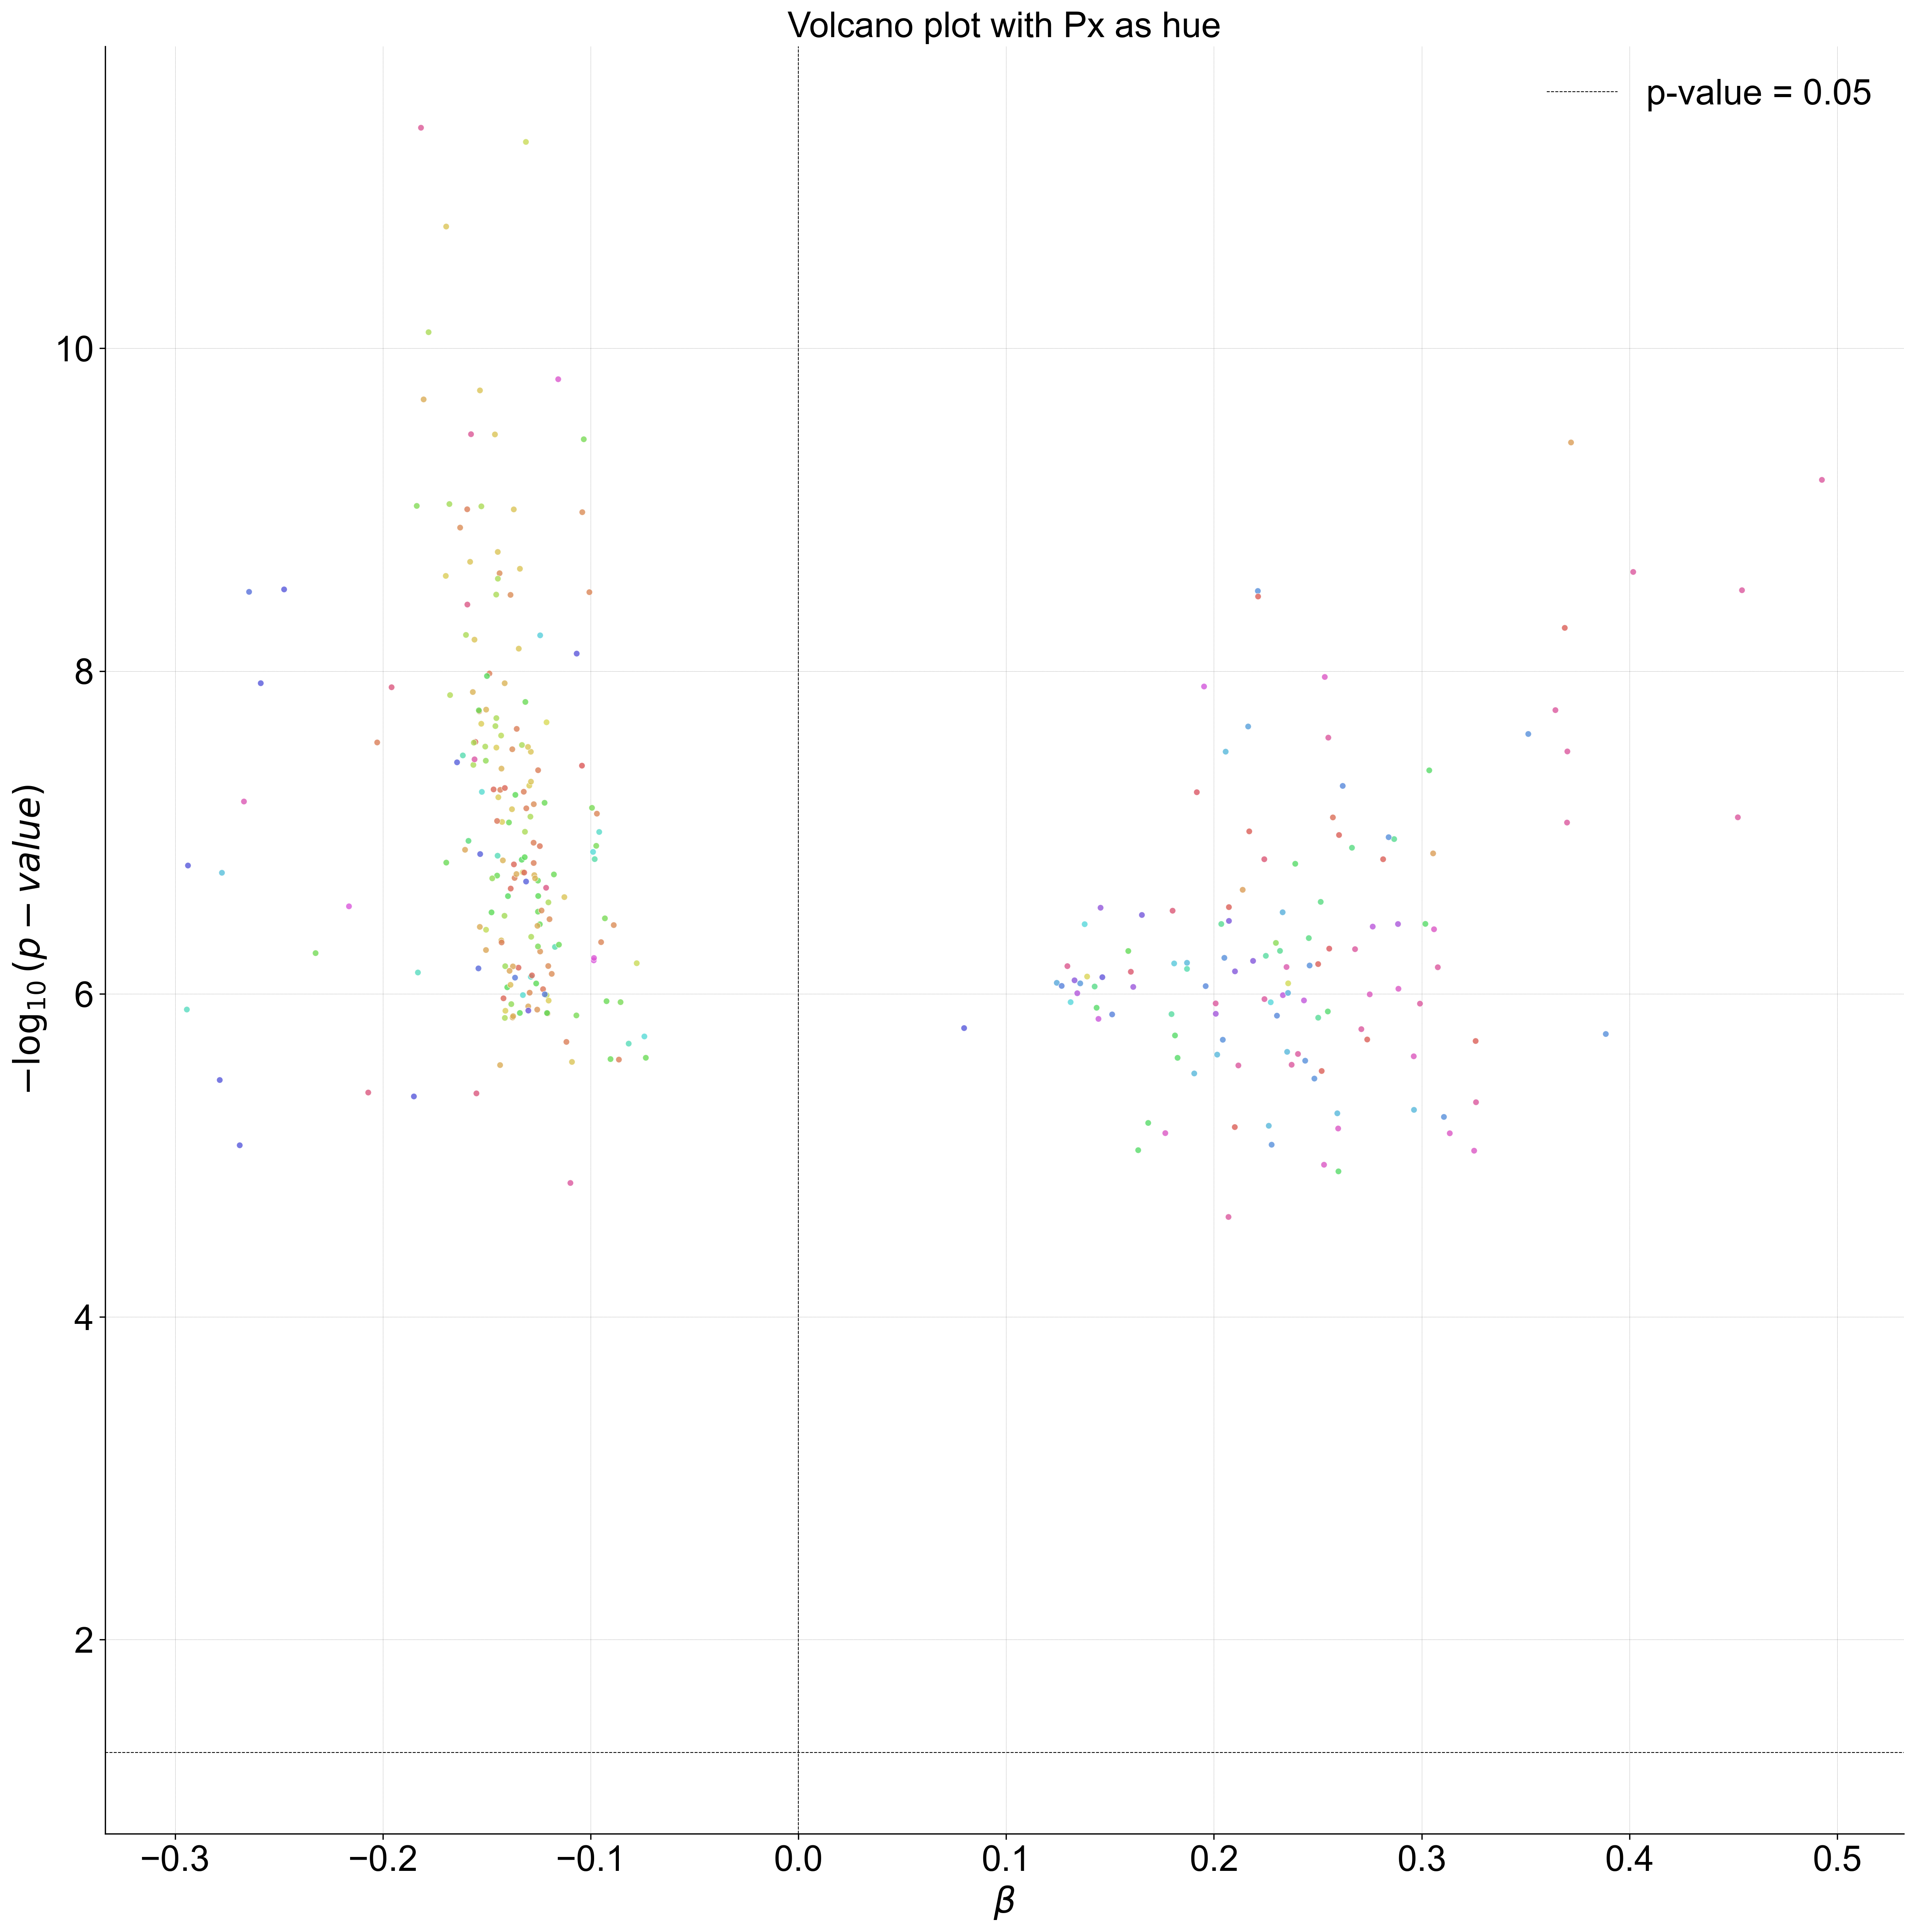 Volcano plot with Px as hue
p-value = 0.05
−log₁₀ (p − value)
10
8
6
4
2
−0.3 −0.2 −0.1 0.0 0.1 0.2 0.3 0.4 0.5
β